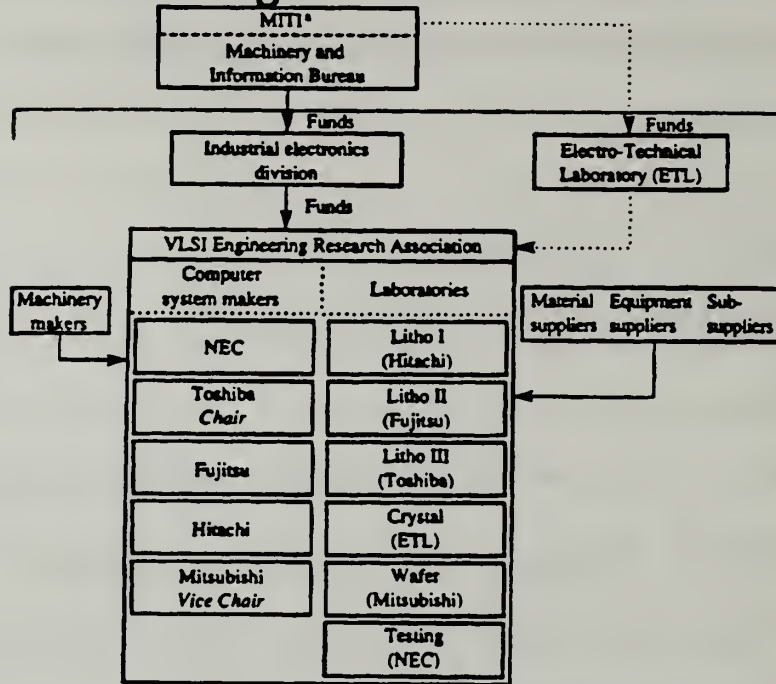 MITIª
Machinery and
Information Bureau
Funds
Funds
Industrial electronics
division
Electro-Technical
Laboratory (ETL)
Funds
VLSI Engineering Research Association
Computer
system makers
Laboratories
Machinery
makers
Material Equipment Sub-
suppliers suppliers suppliers
NEC
Litho I
(Hitachi)
Toshiba
Chair
Litho II
(Fujitsu)
Fujitsu
Litho III
(Toshiba)
Hitachi
Crystal
(ETL)
Mitsubishi
Vice Chair
Wafer
(Mitsubishi)
Testing
(NEC)